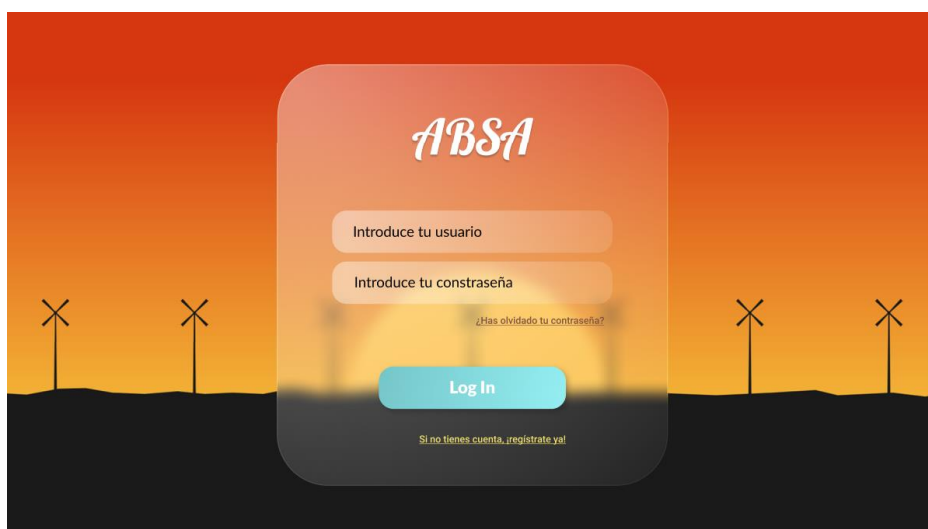 ABSA
Introduce tu usuario
Introduce tu constraseña
¿Has olvidado tu contraseña?
Log In
Si no tienes cuenta, ¡regístrate ya!